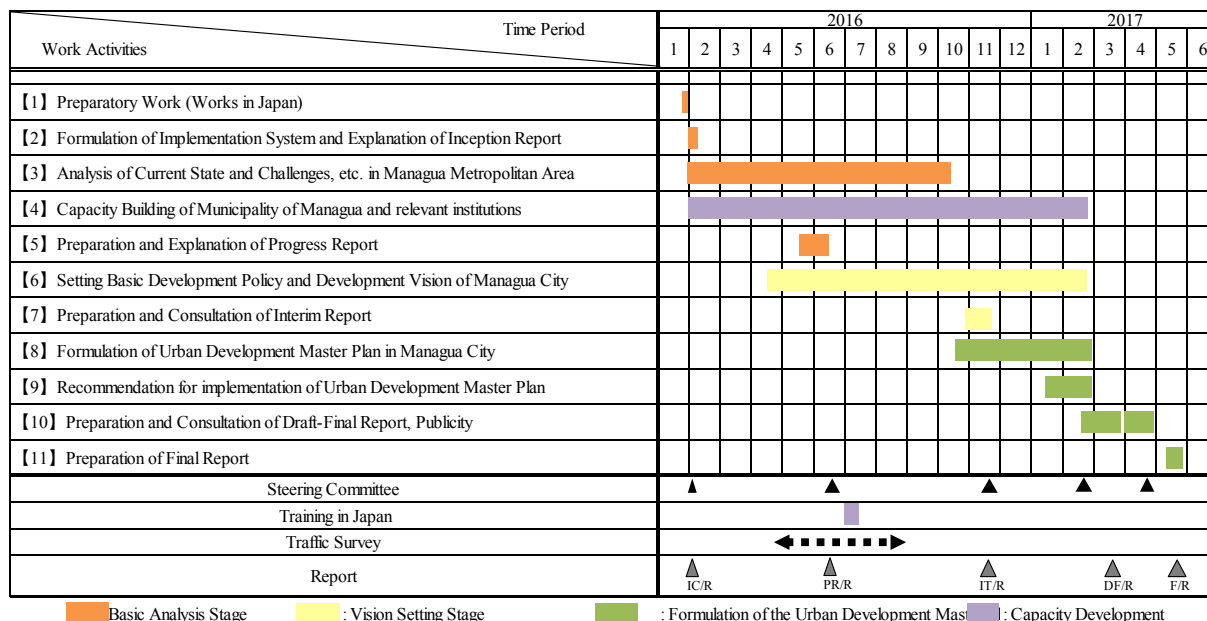 Time Period
Work Activities
2016 2017
1 2 3 4 5 6 7 8 9 10 11 12 1 2 3 4 5 6
【1】Preparatory Work (Works in Japan)
【2】Formulation of Implementation System and Explanation of Inception Report
【3】Analysis of Current State and Challenges, etc. in Managua Metropolitan Area
【4】Capacity Building of Municipality of Managua and relevant institutions
【5】Preparation and Explanation of Progress Report
【6】Setting Basic Development Policy and Development Vision of Managua City
【7】Preparation and Consultation of Interim Report
【8】Formulation of Urban Development Master Plan in Managua City
【9】Recommendation for implementation of Urban Development Master Plan
【10】Preparation and Consultation of Draft-Final Report, Publicity
【11】Preparation of Final Report
Steering Committee
Training in Japan
Traffic Survey
Report
IC/R PR/R IT/R DF/R F/R
Basic Analysis Stage : Vision Setting Stage : Formulation of the Urban Development Mas : Capacity Development